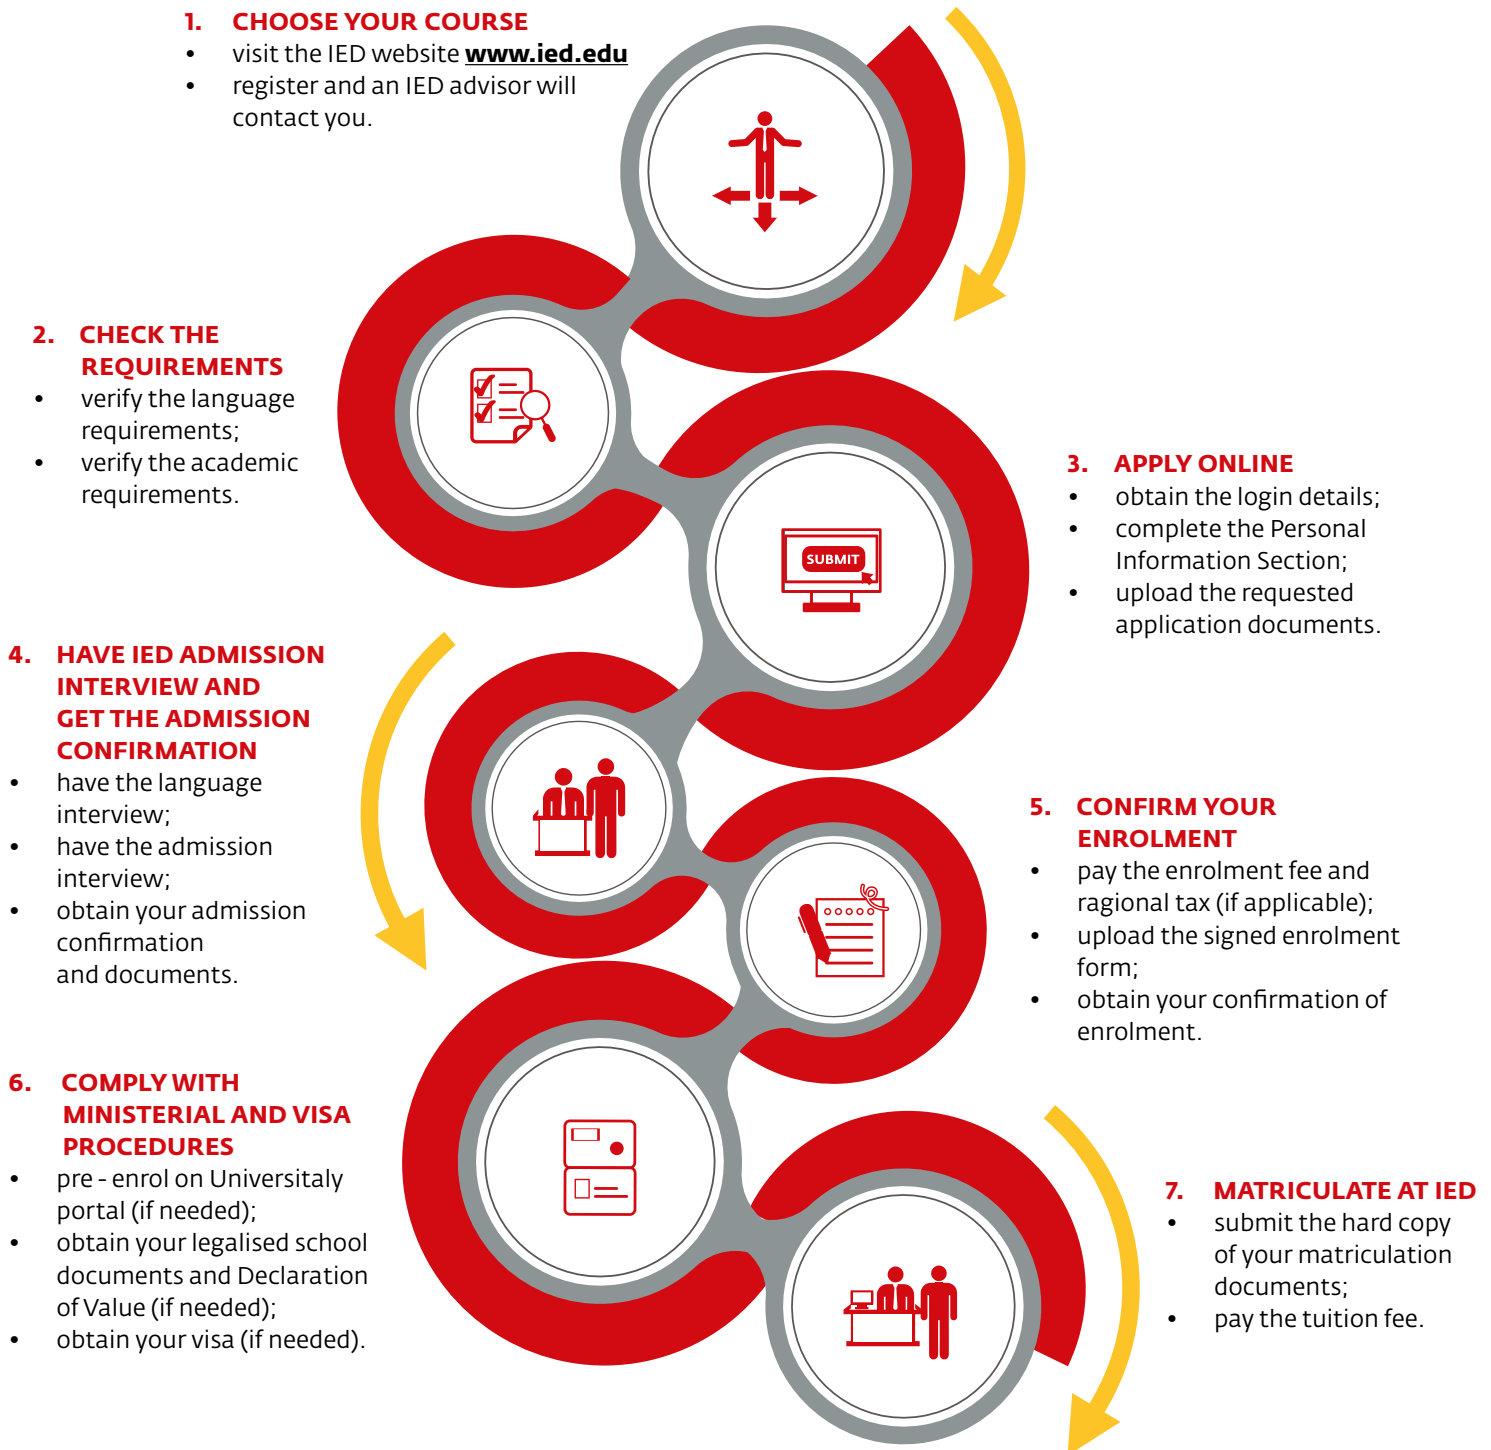 1. CHOOSE YOUR COURSE
• visit the IED website www.ied.edu
• register and an IED advisor will
contact you.
2. CHECK THE
REQUIREMENTS
• verify the language
requirements;
• verify the academic
requirements.
3. APPLY ONLINE
• obtain the login details;
• complete the Personal
Information Section;
• upload the requested
application documents.
SUBMIT
4. HAVE IED ADMISSION
INTERVIEW AND
GET THE ADMISSION
CONFIRMATION
• have the language
interview;
• have the admission
interview;
• obtain your admission
confirmation
and documents.
5. CONFIRM YOUR
ENROLMENT
• pay the enrolment fee and
ragional tax (if applicable);
• upload the signed enrolment
form;
• obtain your confirmation of
enrolment.
6. COMPLY WITH
MINISTERIAL AND VISA
PROCEDURES
• pre - enrol on Universitaly
portal (if needed);
• obtain your legalised school
documents and Declaration
of Value (if needed);
• obtain your visa (if needed).
7. MATRICULATE AT IED
• submit the hard copy
of your matriculation
documents;
• pay the tuition fee.